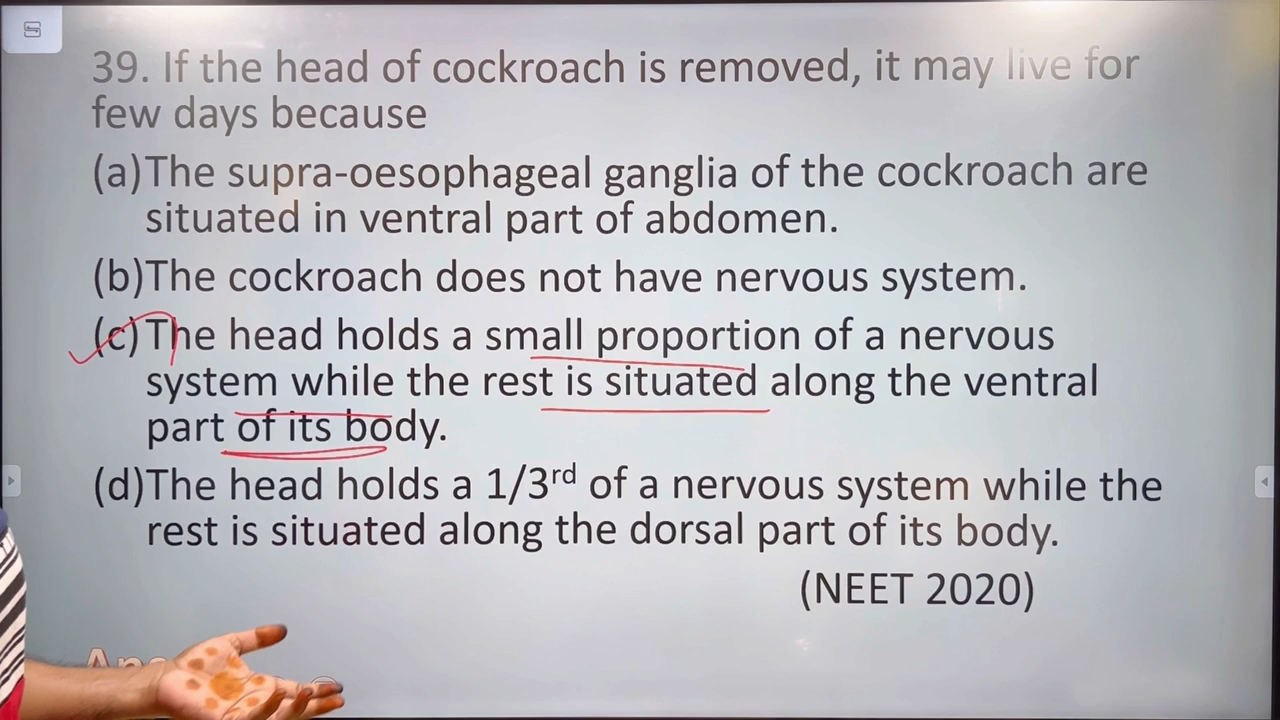 39. If the head of cockroach is removed, it may live for
few days because
(a)The supra-oesophageal ganglia of the cockroach are
situated in ventral part of abdomen.
(b)The cockroach does not have nervous system.
(c)The head holds a small proportion of a nervous
system while the rest is situated along the ventral
part of its body.
(d)The head holds a 1/3rd of a nervous system while the
rest is situated along the dorsal part of its body.
(NEET 2020)